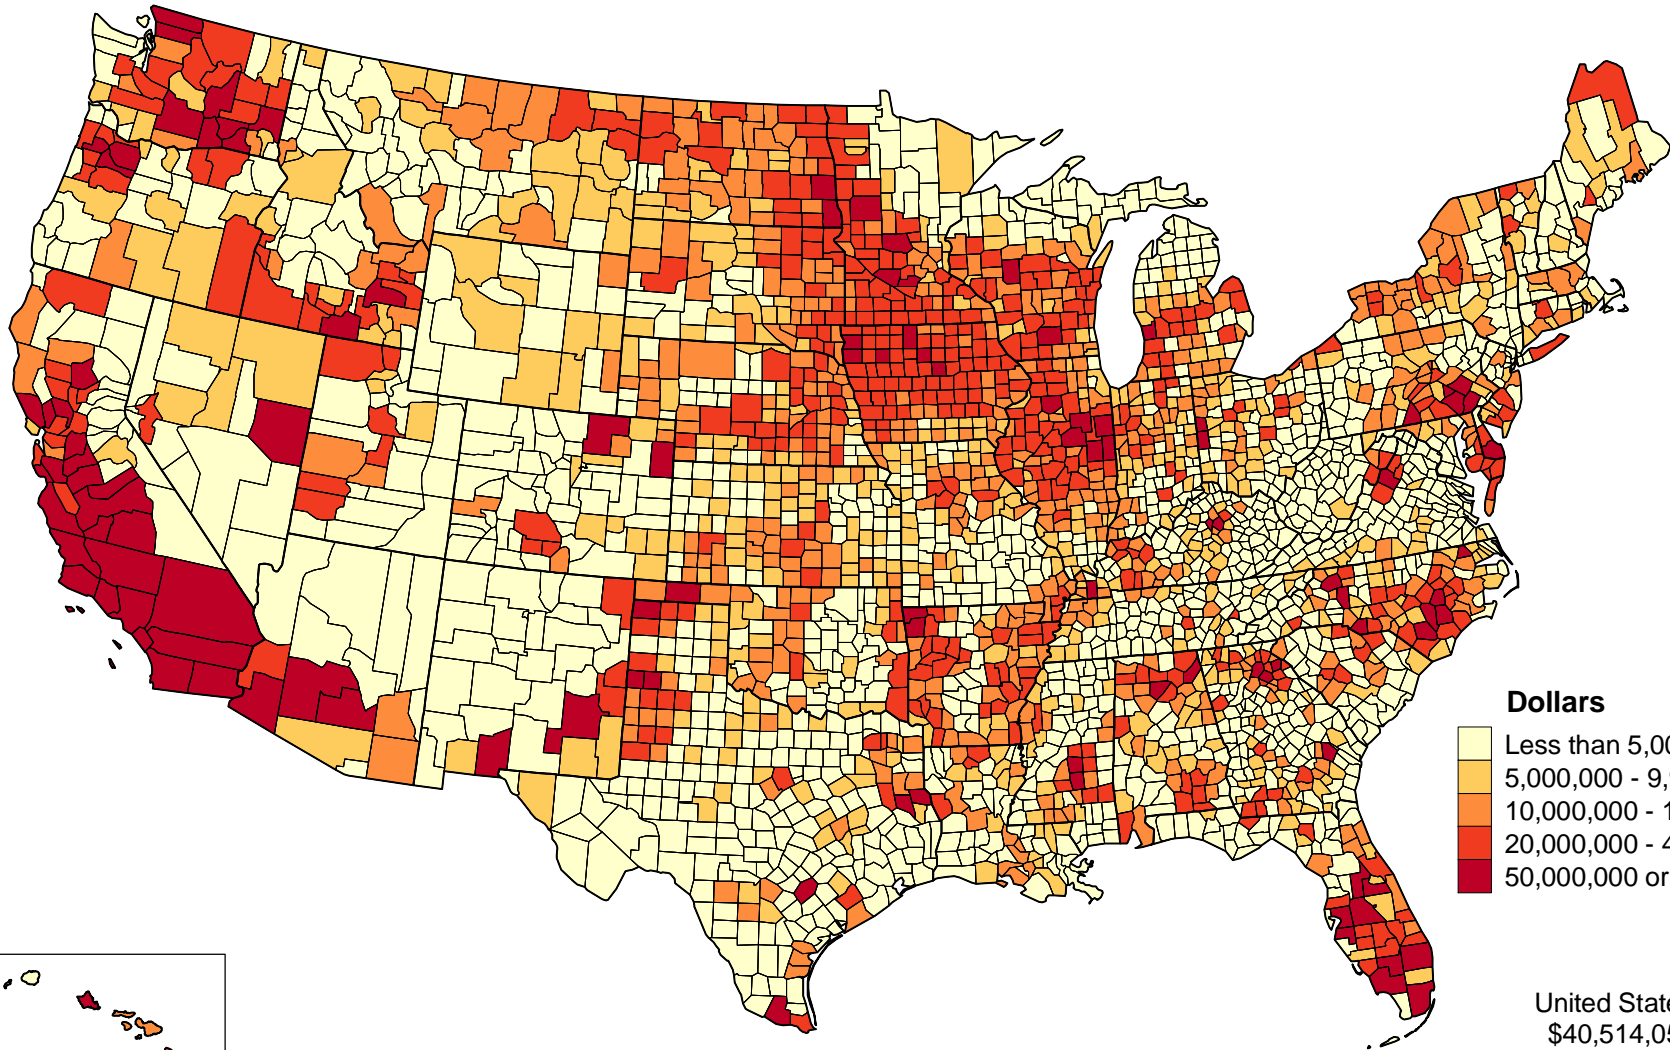 Dollars
Less than 5,00
5,000,000 - 9,9
10,000,000 - 1
20,000,000 - 4
50,000,000 or
United State
$40,514,05